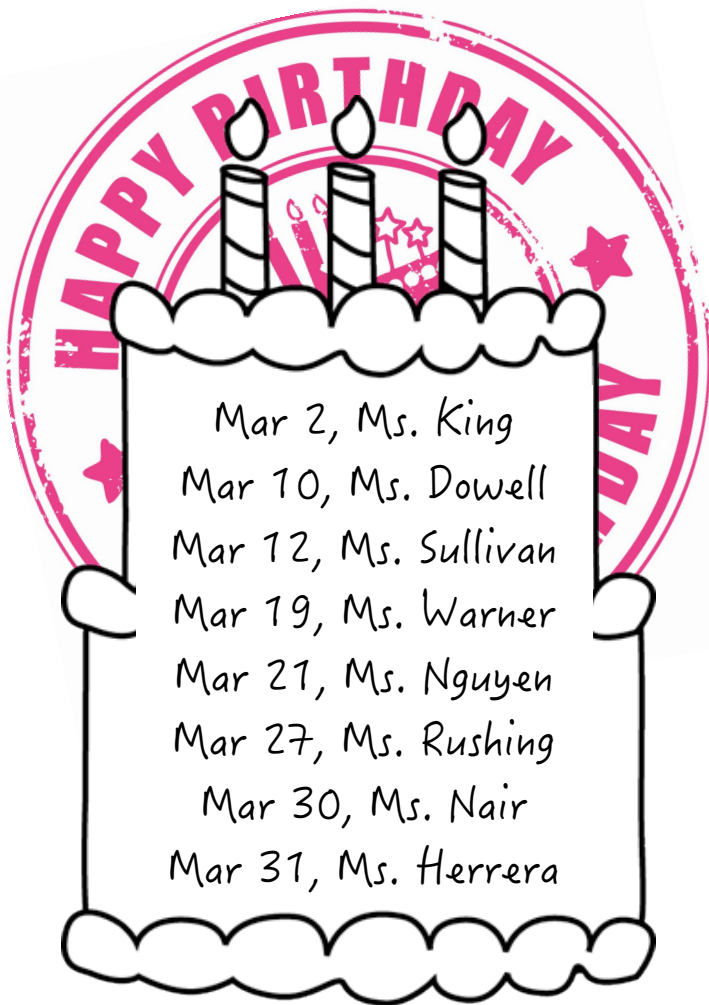 HAPPY BIRTHDAY
Mar 2, Ms. King
Mar 10, Ms. Dowell
Mar 12, Ms. Sullivan
Mar 19, Ms. Warner
Mar 21, Ms. Nguyen
Mar 27, Ms. Rushing
Mar 30, Ms. Nair
Mar 31, Ms. Herrera